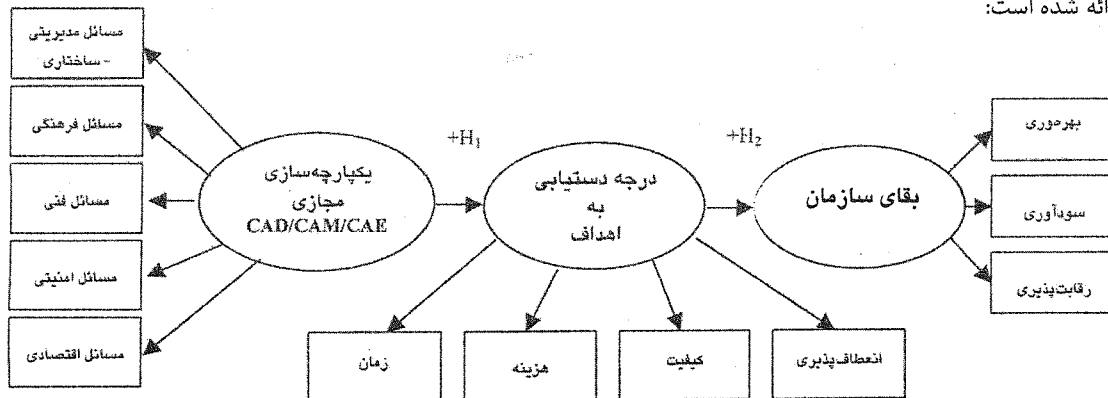 ائه شده است:
مسائل مدیریتی
- ساختاری
مسائل فرهنگی
مسائل فنی
مسائل امنیتی
مسائل اقتصادی
یکپارچه‌سازی
مجازی
CAD/CAM/CAE
+H₁
درجه دستیابی
به
اهداف
+H₂
بقای سازمان
بهره‌وری
سودآوری
رقابت‌پذیری
زمان
هزینه
کیفیت
انعطاف‌پذیری